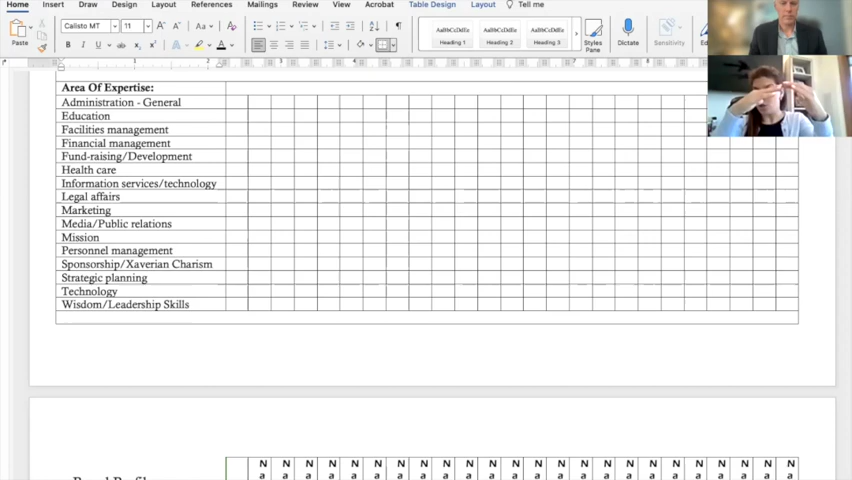 Home Insert Draw Design Layout References Mailings Review View Acrobat Table Design Layout Tell me
Calisto MT 11
Paste
AaBbCcDdEe AaBbCcDdEe AaBbCcDdEe
Heading 1 Heading 2 Heading 3
Styles Pane
Dictate
Sensitivity
Area Of Expertise:
Administration - General
Education
Facilities management
Financial management
Fund-raising/Development
Health care
Information services/technology
Legal affairs
Marketing
Media/Public relations
Mission
Personnel management
Sponsorship/Xaverian Charism
Strategic planning
Technology
Wisdom/Leadership Skills
N N N N N N N N N N N N N N N N N N N N N N N N
a a a a a a a a a a a a a a a a a a a a a a a a